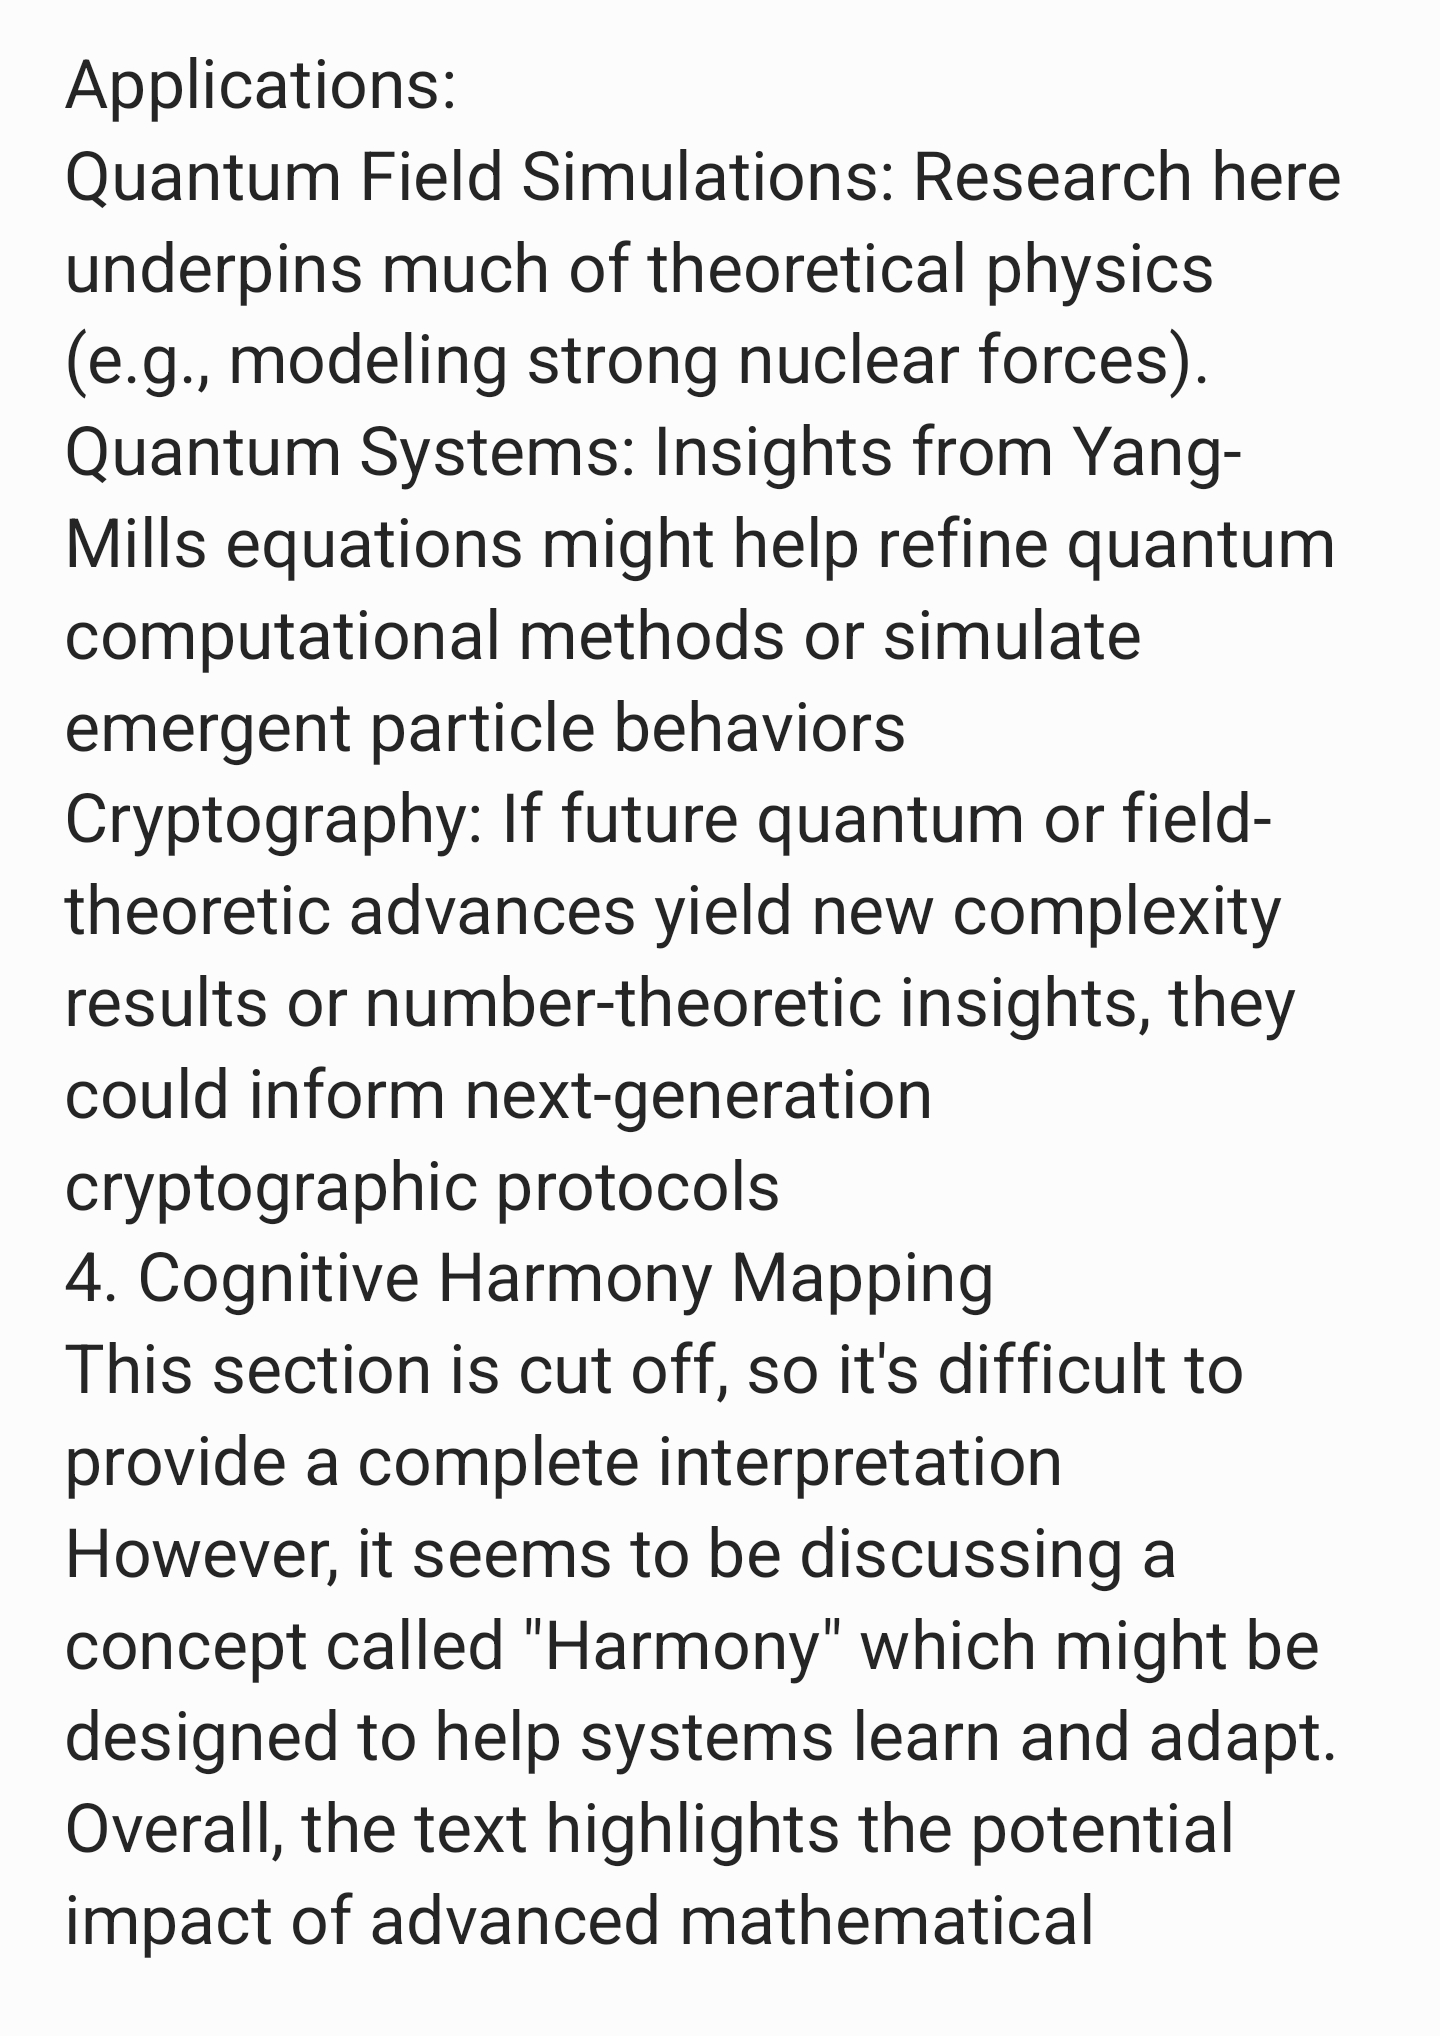 Applications:
Quantum Field Simulations: Research here
underpins much of theoretical physics
(e.g., modeling strong nuclear forces).
Quantum Systems: Insights from Yang-
Mills equations might help refine quantum
computational methods or simulate
emergent particle behaviors
Cryptography: If future quantum or field-
theoretic advances yield new complexity
results or number-theoretic insights, they
could inform next-generation
cryptographic protocols
4. Cognitive Harmony Mapping
This section is cut off, so it's difficult to
provide a complete interpretation
However, it seems to be discussing a
concept called "Harmony" which might be
designed to help systems learn and adapt.
Overall, the text highlights the potential
impact of advanced mathematical